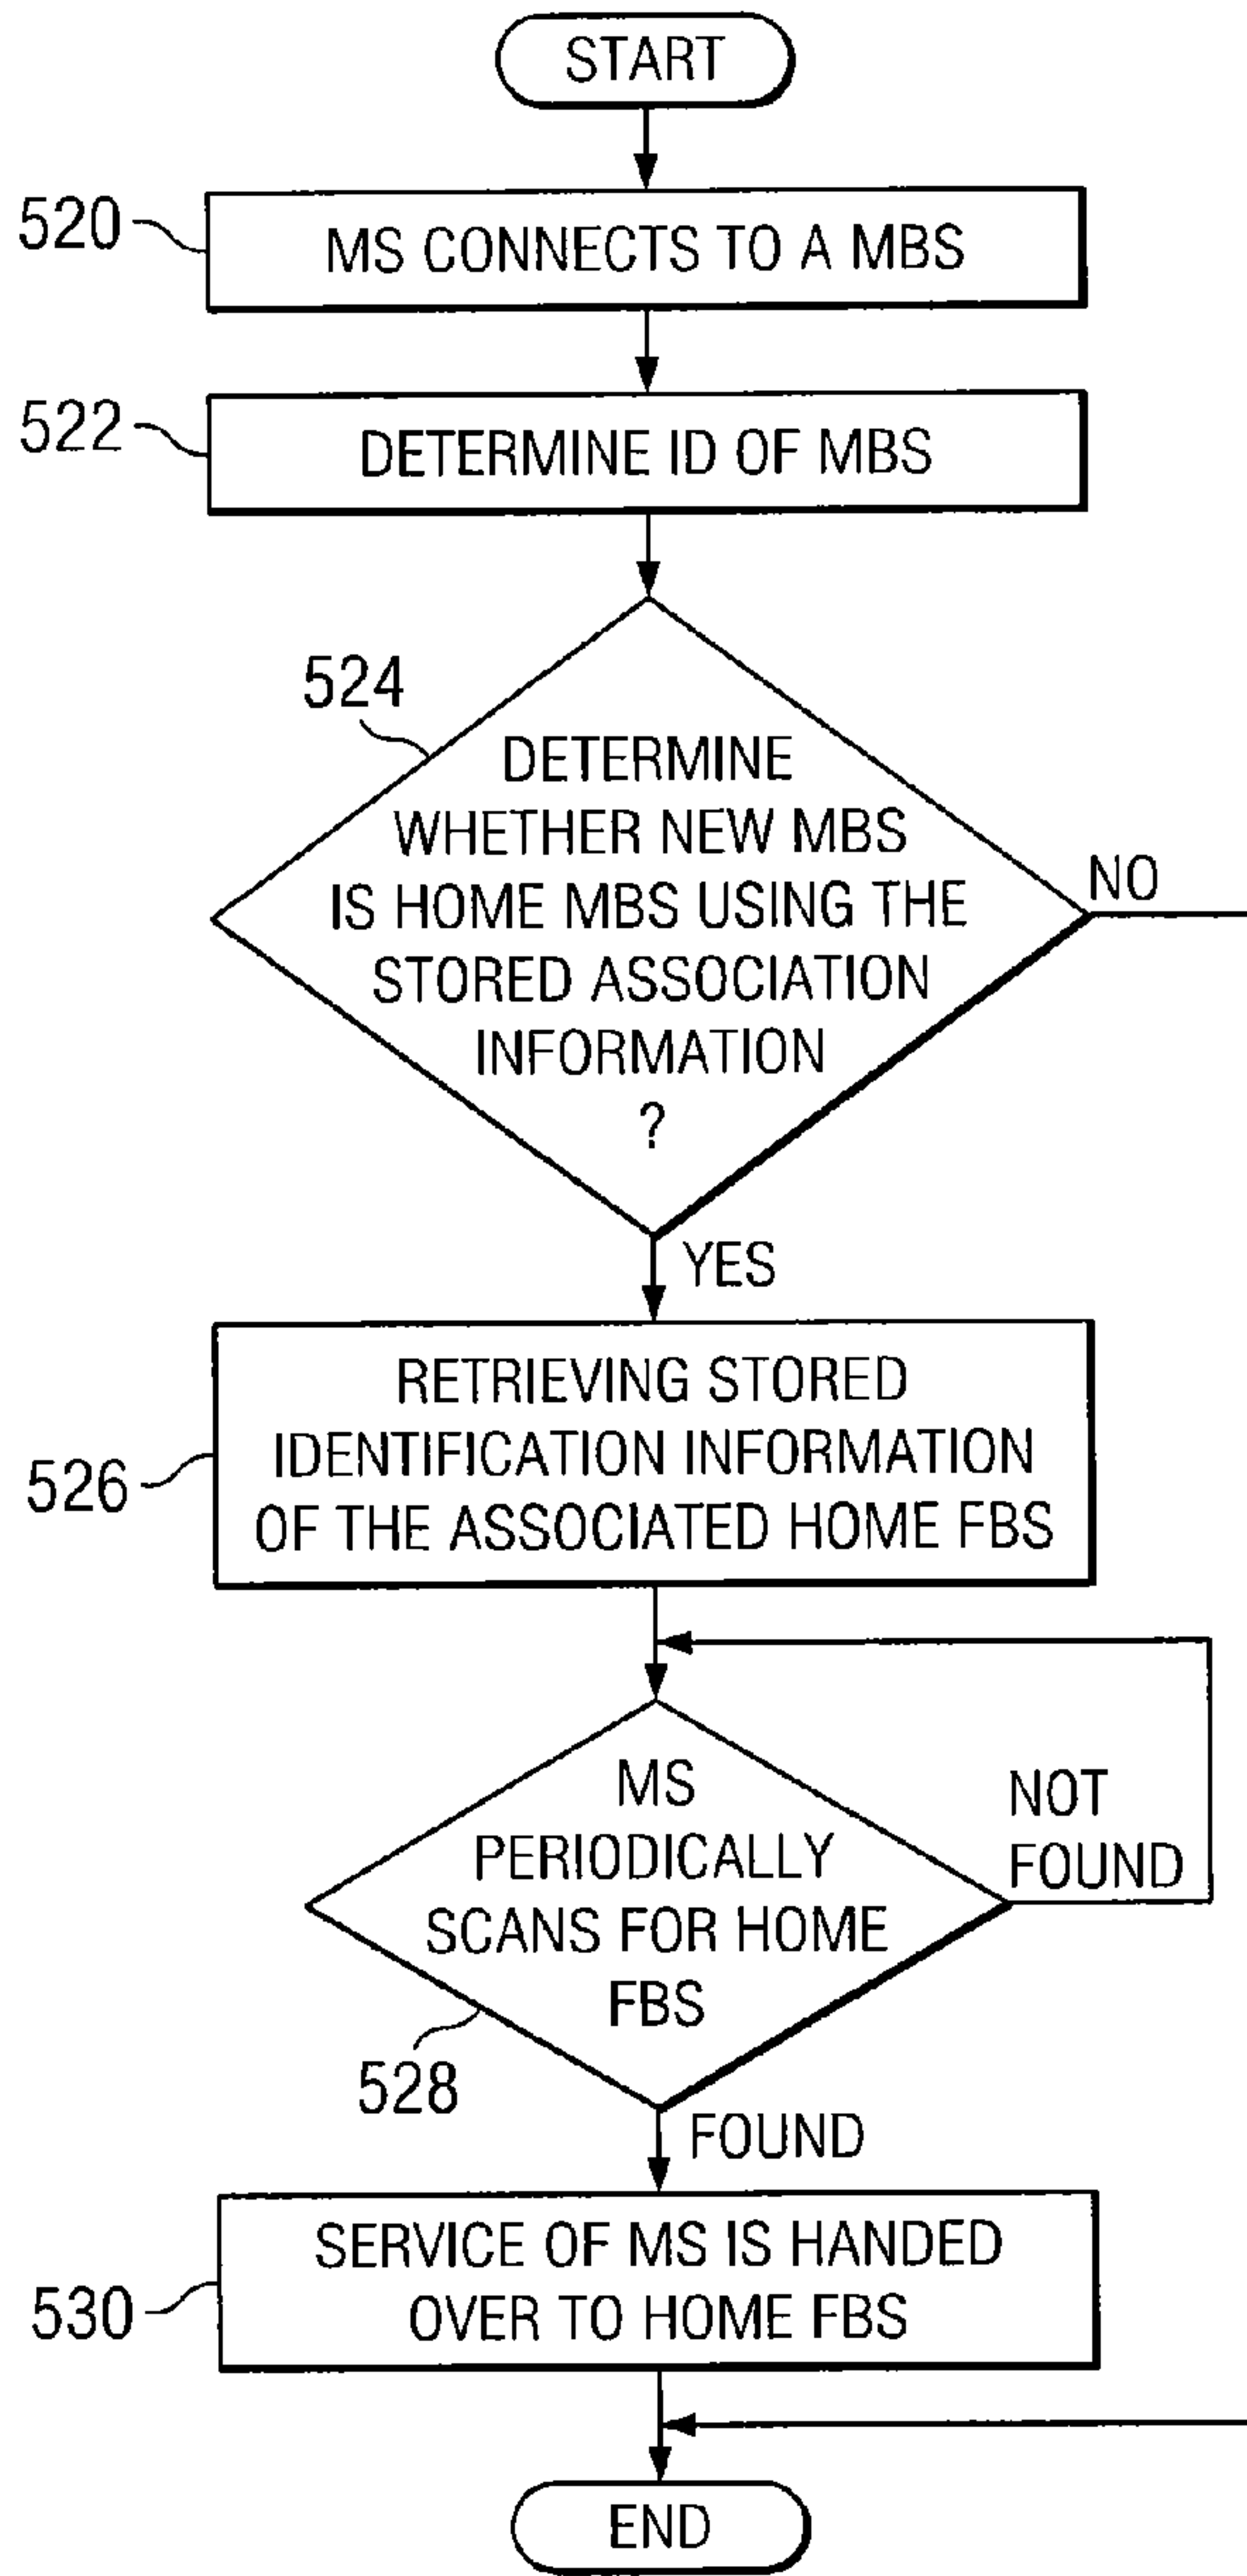 START
520
MS CONNECTS TO A MBS
522
DETERMINE ID OF MBS
524
DETERMINE
WHETHER NEW MBS
IS HOME MBS USING THE
STORED ASSOCIATION
INFORMATION
?
NO
YES
526
RETRIEVING STORED
IDENTIFICATION INFORMATION
OF THE ASSOCIATED HOME FBS
MS
PERIODICALLY
SCANS FOR HOME
FBS
NOT
FOUND
528
FOUND
530
SERVICE OF MS IS HANDED
OVER TO HOME FBS
END